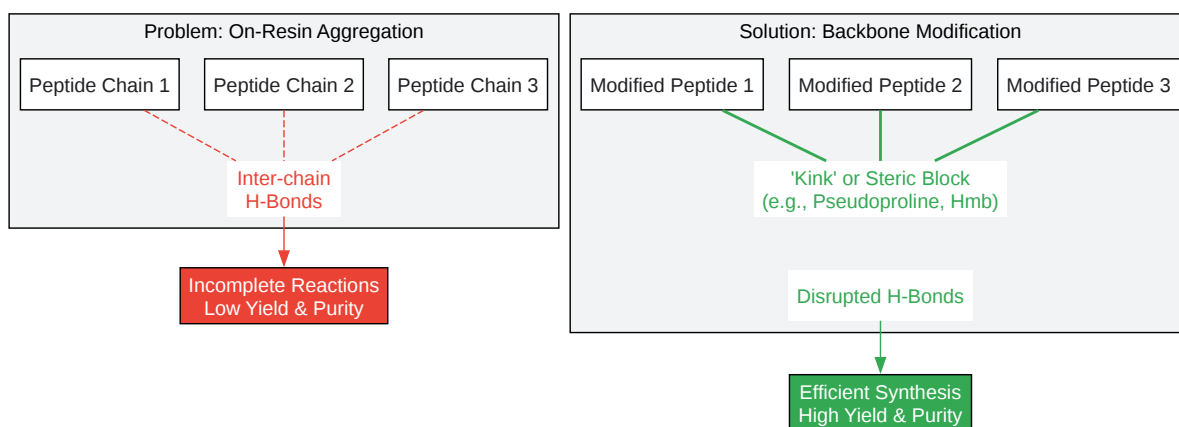 Problem: On-Resin Aggregation
Peptide Chain 1
Peptide Chain 2
Peptide Chain 3
Inter-chain
H-Bonds
Incomplete Reactions
Low Yield & Purity
Solution: Backbone Modification
Modified Peptide 1
Modified Peptide 2
Modified Peptide 3
'Kink' or Steric Block
(e.g., Pseudoproline, Hmb)
Disrupted H-Bonds
Efficient Synthesis
High Yield & Purity